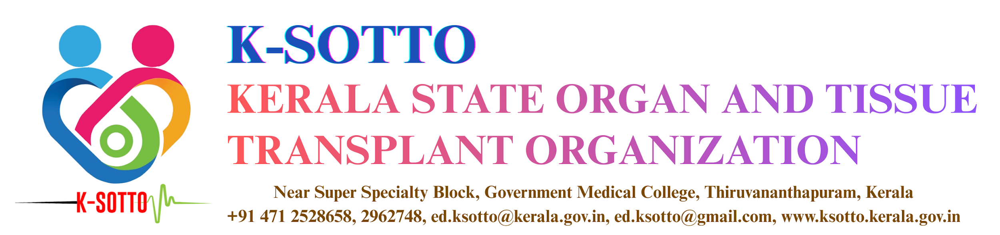 K-SOTTO
KERALA STATE ORGAN AND TISSUE
TRANSPLANT ORGANIZATION
Near Super Specialty Block, Government Medical College, Thiruvananthapuram, Kerala
+91 471 2528658, 2962748, ed.ksotto@kerala.gov.in, ed.ksotto@gmail.com, www.ksotto.kerala.gov.in
K-SOTTO